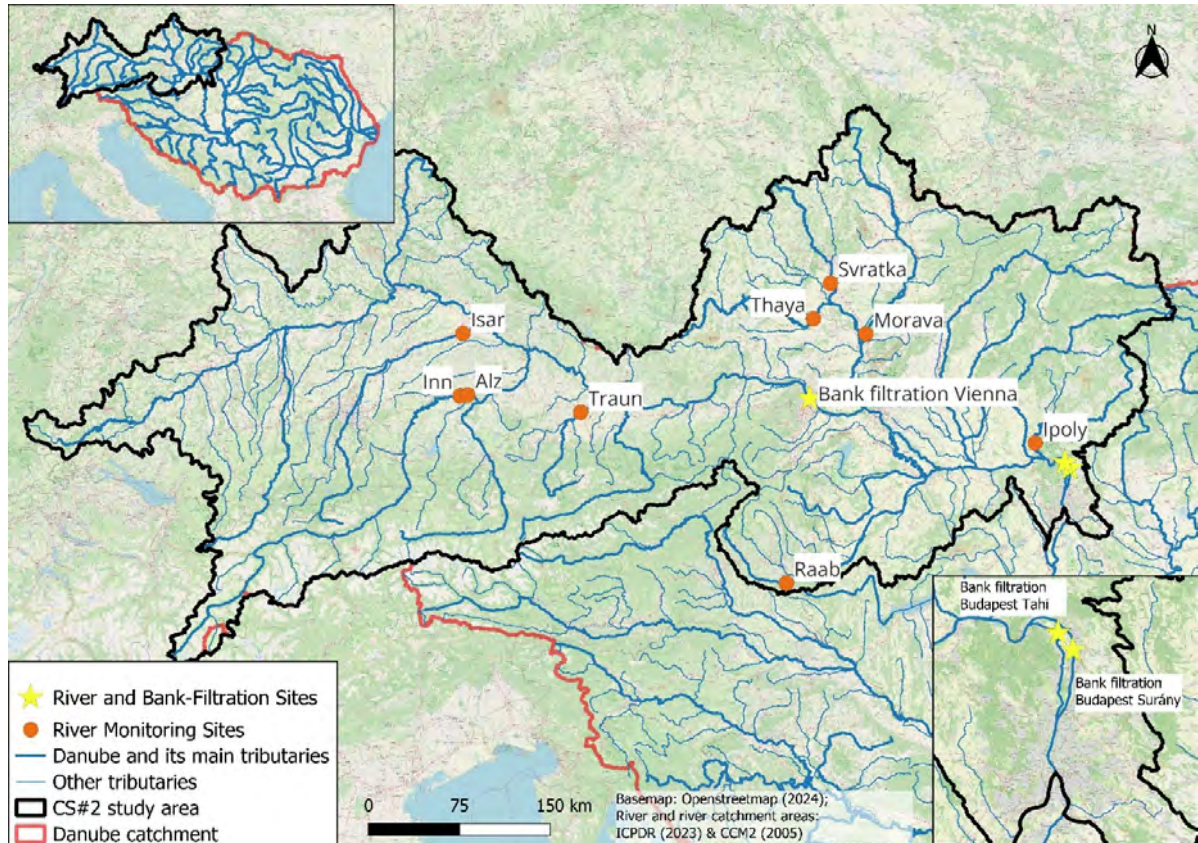 N
Svratka
Thaya
Morava
Isar
Inn
Alz
Traun
Bank filtration Vienna
Ipoly
Raab
Bank filtration
Budapest Tahi
Bank filtration
Budapest Surány
River and Bank-Filtration Sites
River Monitoring Sites
Danube and its main tributaries
Other tributaries
CS#2 study area
Danube catchment
0 75 150 km
Basemap: Openstreetmap (2024);
River and river catchment areas:
ICPDR (2023) & CCM2 (2005)